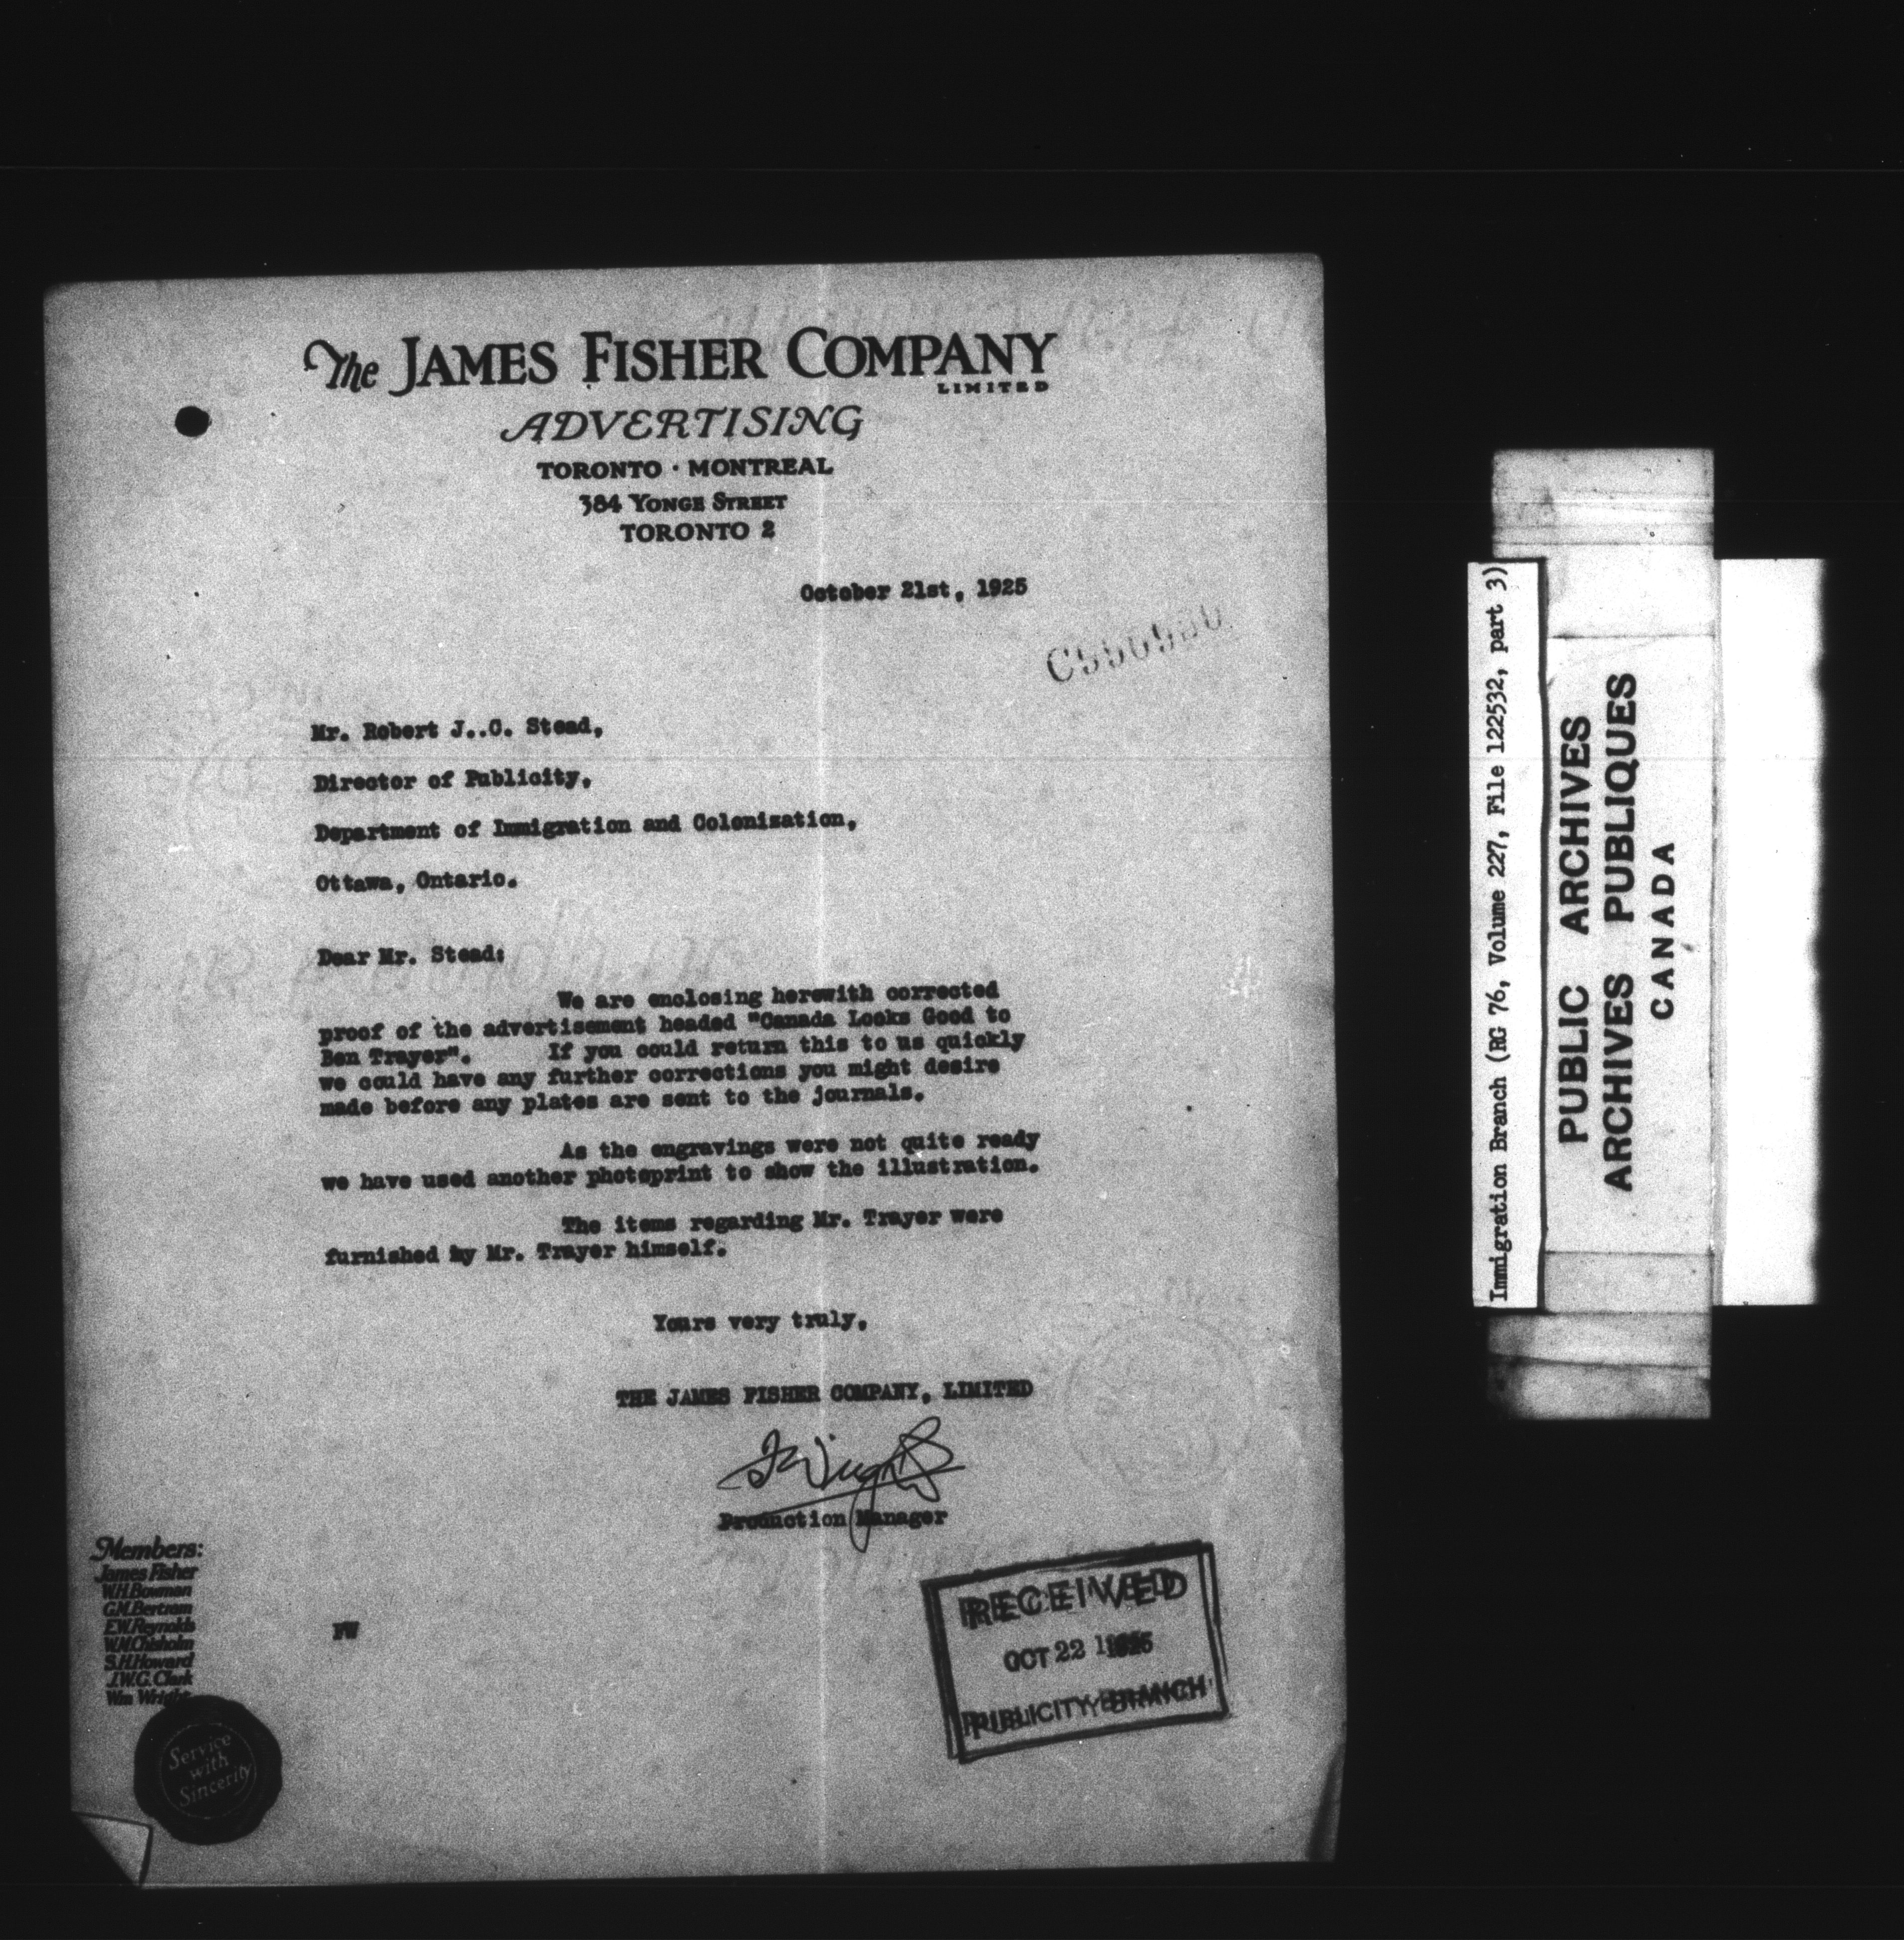 The JAMES FISHER COMPANY
LIMITED
ADVERTISING
TORONTO · MONTREAL
384 YONGE STREET
TORONTO 2
October 21st, 1925
Mr. Robert J..C. Stead,
Director of Publicity,
Department of Immigration and Colonization,
Ottawa, Ontario.
Dear Mr. Stead:
We are enclosing herewith corrected
proof of the advertisement headed "Canada Looks Good to
Ben Trayer". If you could return this to us quickly
we could have any further corrections you might desire
made before any plates are sent to the journals.
As the engravings were not quite ready
we have used another photoprint to show the illustration.
The items regarding Mr. Trayer were
furnished by Mr. Trayer himself.
Yours very truly,
THE JAMES FISHER COMPANY, LIMITED
Production Manager
Members:
James Fisher
W.H. Bowman
G.M. Bertram
E.W. Reynolds
W.N. Chisholm
S.H. Howard
J.W.G. Clark
Wm Wright
FW
Service
with
Sincerity
RECEIVED
OCT 22 1925
PUBLICITY BRANCH
Immigration Branch (RG 76, Volume 227, File 122532, part 3)
PUBLIC ARCHIVES
ARCHIVES PUBLIQUES
CANADA